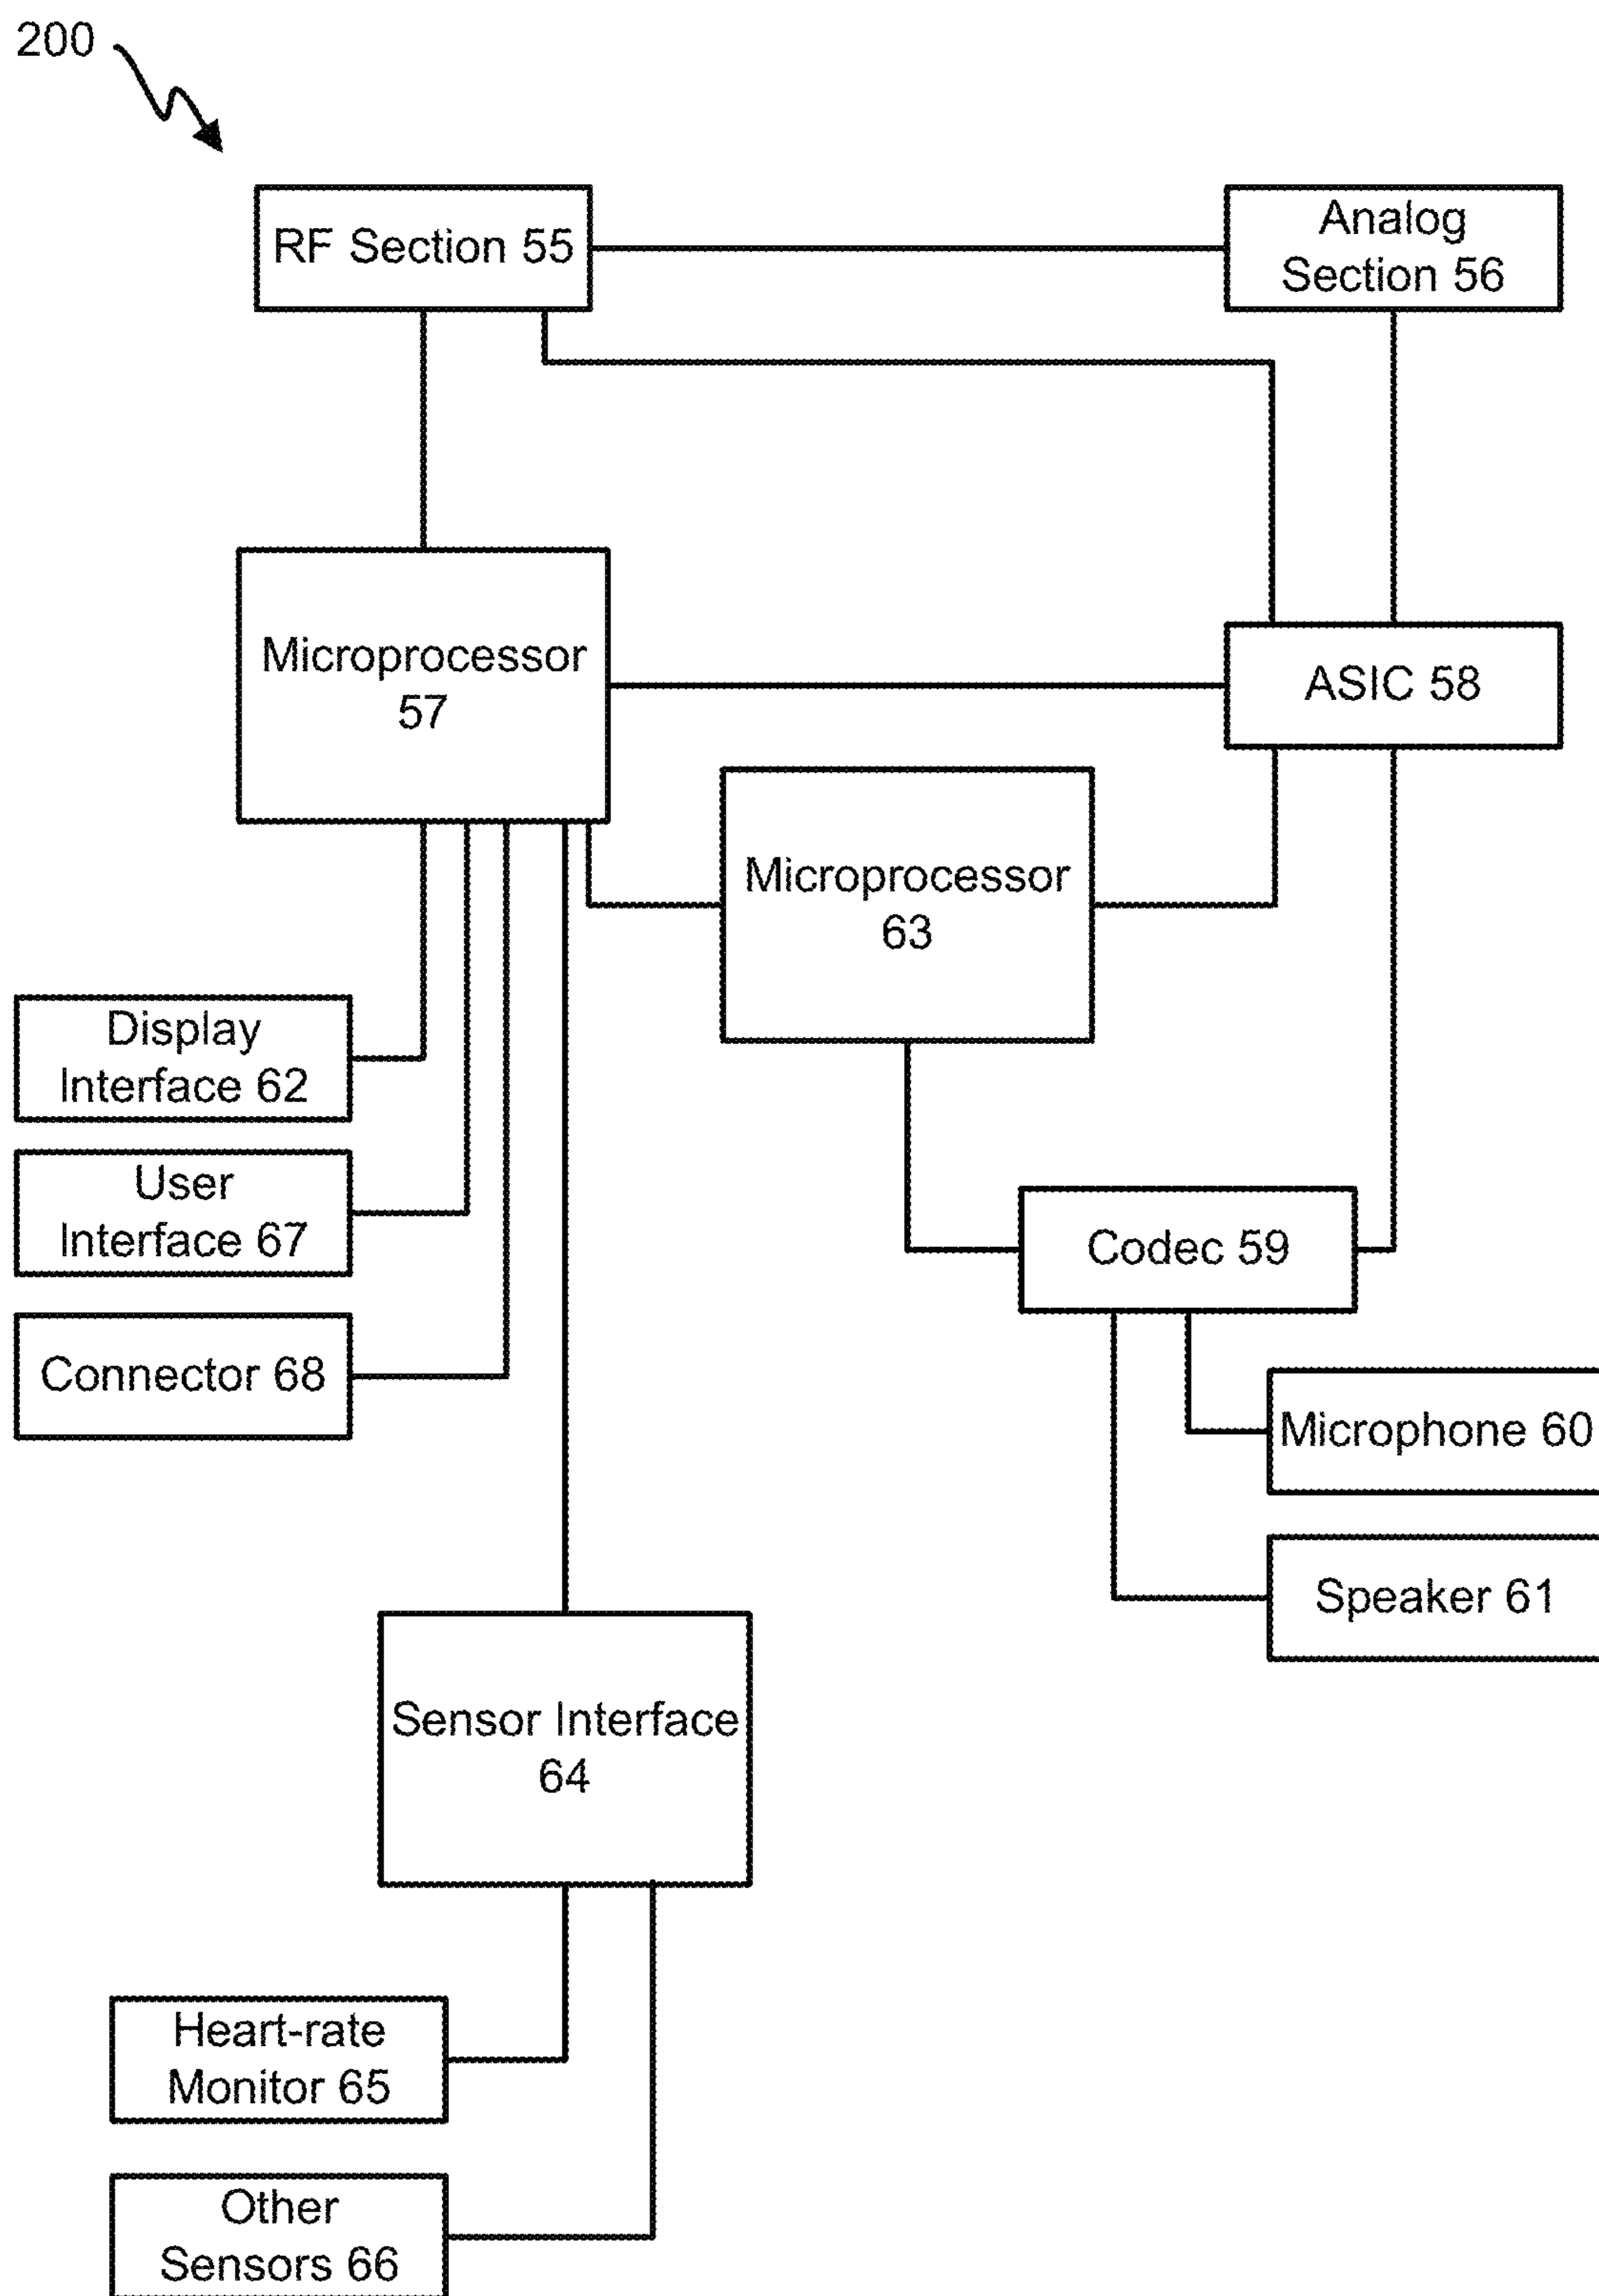 200
RF Section 55
Analog
Section 56
Microprocessor
57
ASIC 58
Microprocessor
63
Display
Interface 62
User
Interface 67
Codec 59
Connector 68
Microphone 60
Speaker 61
Sensor Interface
64
Heart-rate
Monitor 65
Other
Sensors 66